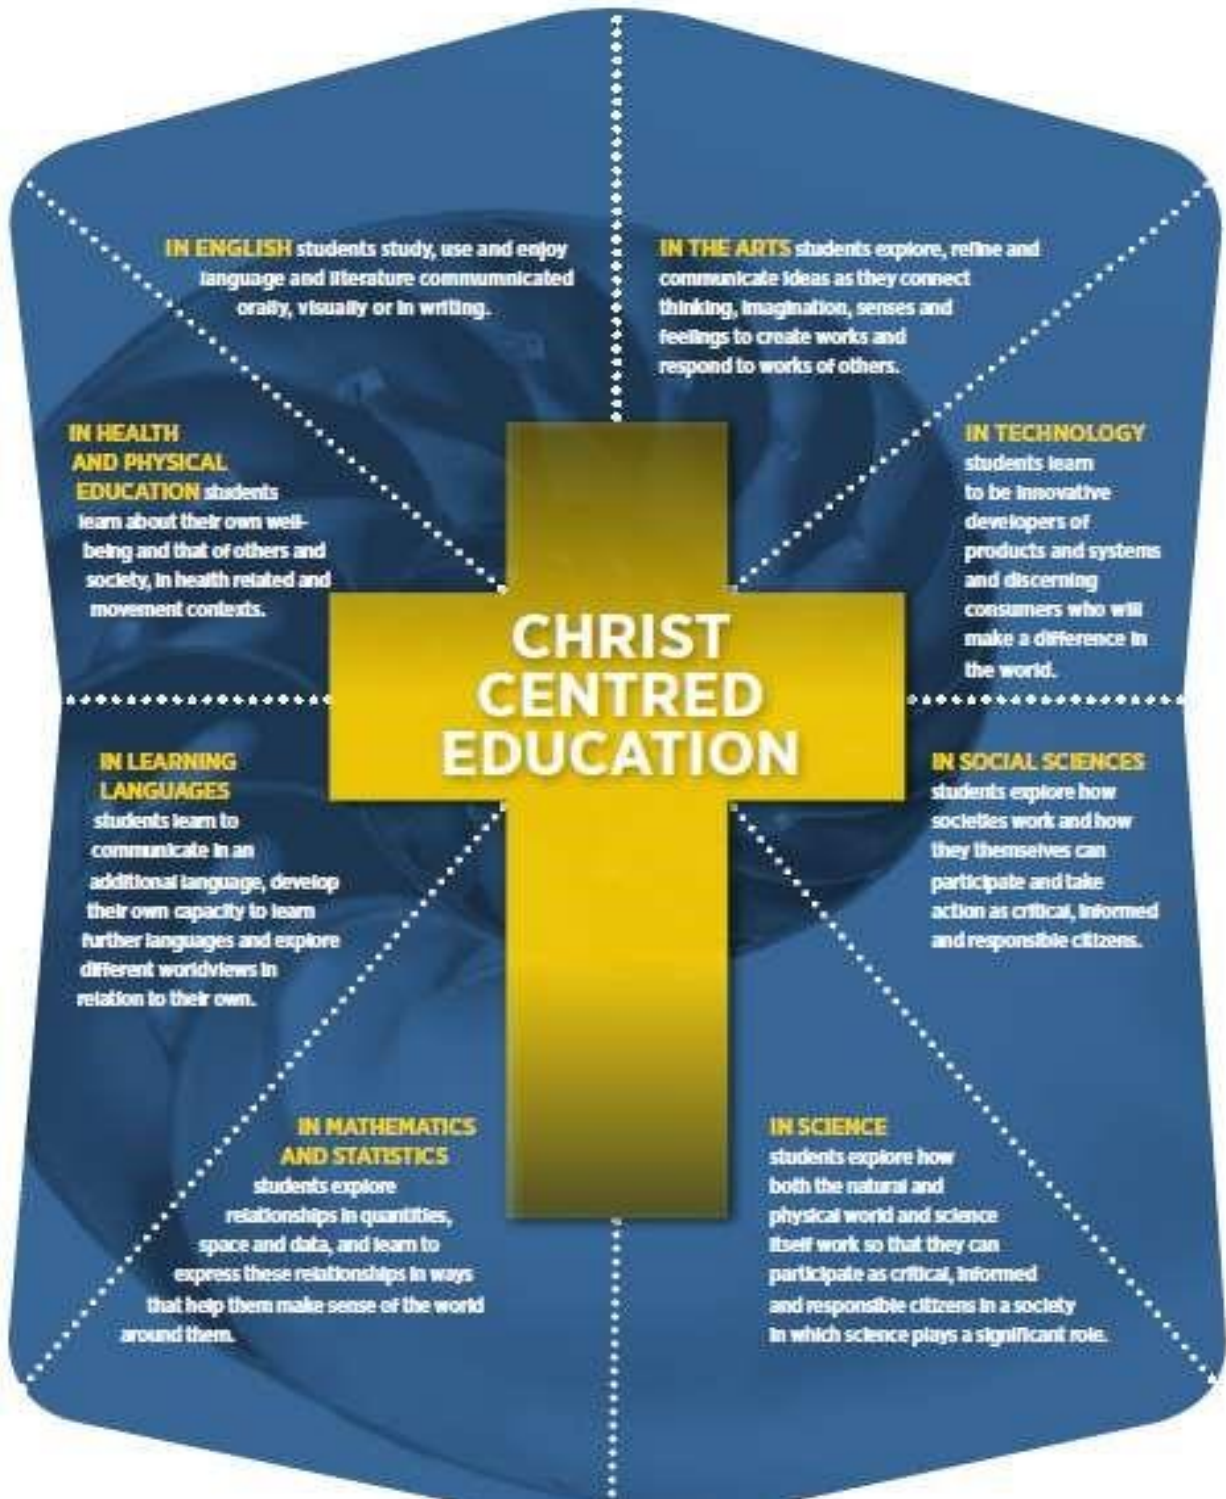 IN ENGLISH students study, use and enjoy
language and literature commumnicated
orally, visually or in writing.
IN THE ARTS students explore, refine and
communicate ideas as they connect
thinking, imagination, senses and
feelings to create works and
respond to works of others.
IN HEALTH
AND PHYSICAL
EDUCATION students
learn about their own well-
being and that of others and
society, in health related and
movement contexts.
IN TECHNOLOGY
students learn
to be innovative
developers of
products and systems
and discerning
consumers who will
make a difference in
the world.
CHRIST
CENTRED
EDUCATION
IN LEARNING
LANGUAGES
students learn to
communicate in an
additional language, develop
their own capacity to learn
further languages and explore
different worldviews in
relation to their own.
IN SOCIAL SCIENCES
students explore how
societies work and how
they themselves can
participate and take
action as critical, informed
and responsible citizens.
IN MATHEMATICS
AND STATISTICS
students explore
relationships in quantities,
space and data, and learn to
express these relationships in ways
that help them make sense of the world
around them.
IN SCIENCE
students explore how
both the natural and
physical world and science
itself work so that they can
participate as critical, informed
and responsible citizens in a society
in which science plays a significant role.